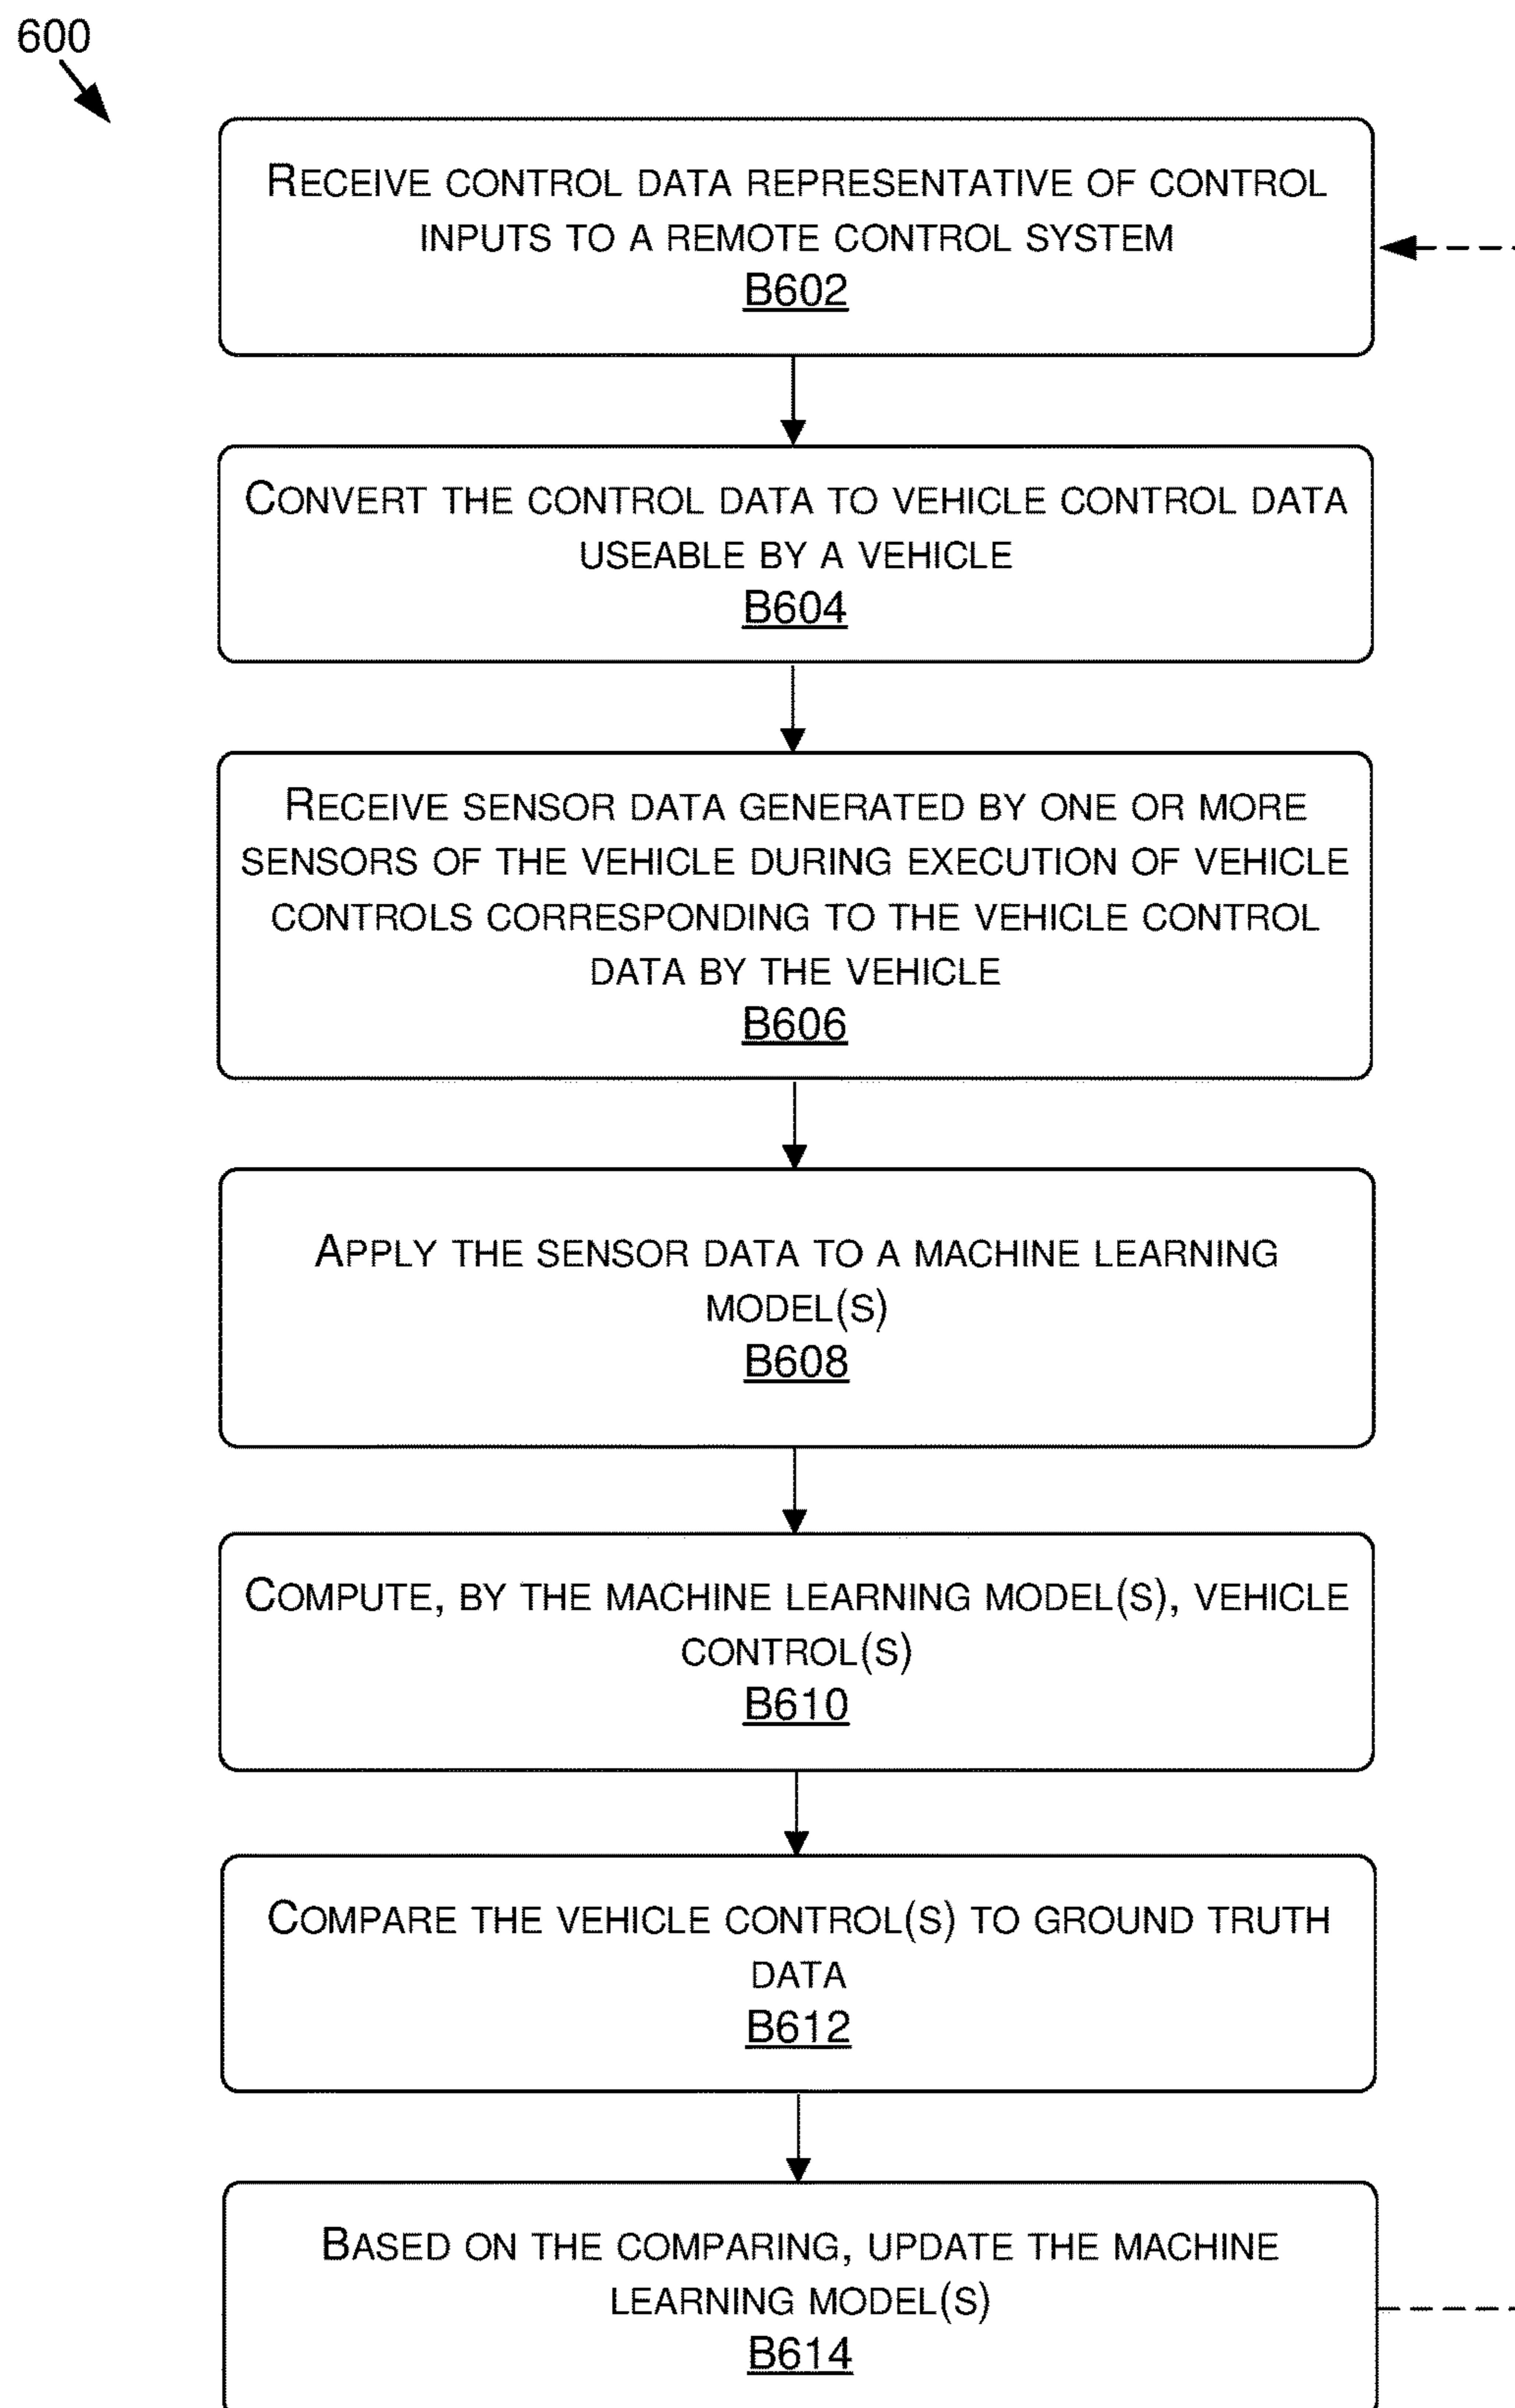 600
RECEIVE CONTROL DATA REPRESENTATIVE OF CONTROL
INPUTS TO A REMOTE CONTROL SYSTEM
B602
CONVERT THE CONTROL DATA TO VEHICLE CONTROL DATA
USEABLE BY A VEHICLE
B604
RECEIVE SENSOR DATA GENERATED BY ONE OR MORE
SENSORS OF THE VEHICLE DURING EXECUTION OF VEHICLE
CONTROLS CORRESPONDING TO THE VEHICLE CONTROL
DATA BY THE VEHICLE
B606
APPLY THE SENSOR DATA TO A MACHINE LEARNING
MODEL(S)
B608
COMPUTE, BY THE MACHINE LEARNING MODEL(S), VEHICLE
CONTROL(S)
B610
COMPARE THE VEHICLE CONTROL(S) TO GROUND TRUTH
DATA
B612
BASED ON THE COMPARING, UPDATE THE MACHINE
LEARNING MODEL(S)
B614